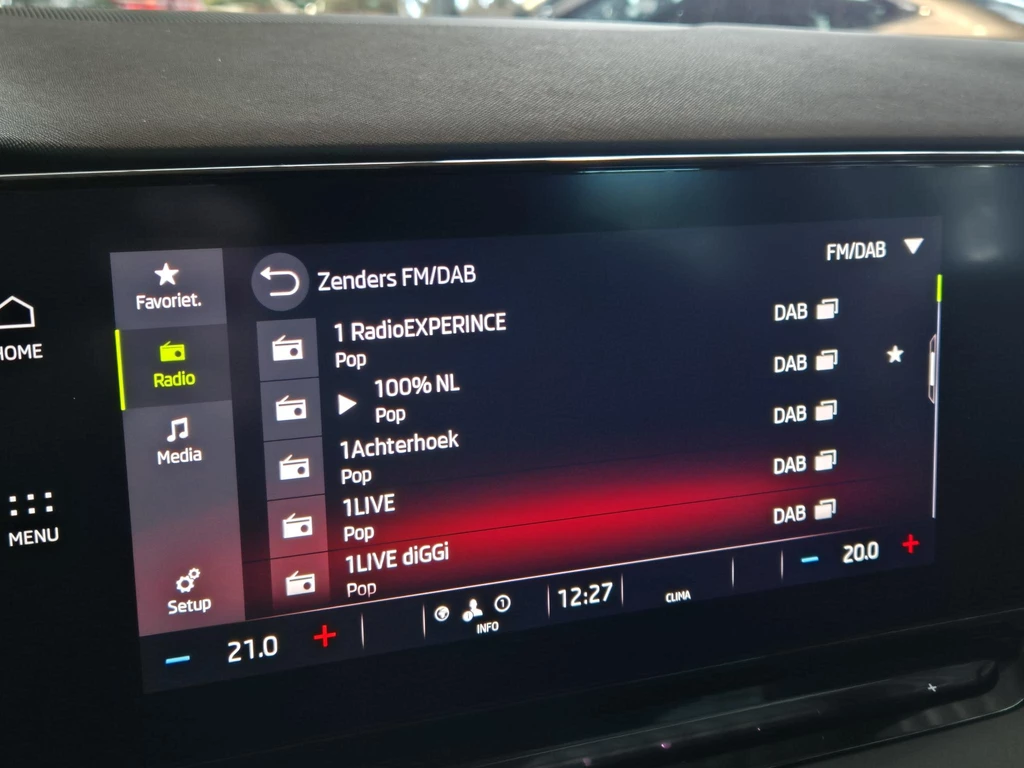 FM/DAB
Zenders FM/DAB
Favoriet.
Radio
Media
Setup
HOME
MENU
1 RadioEXPERINCE
Pop
DAB
100% NL
Pop
DAB
1Achterhoek
Pop
DAB
1LIVE
Pop
DAB
1LIVE diGGi
Pop
DAB
21.0
1
INFO
12:27
CLIMA
20.0